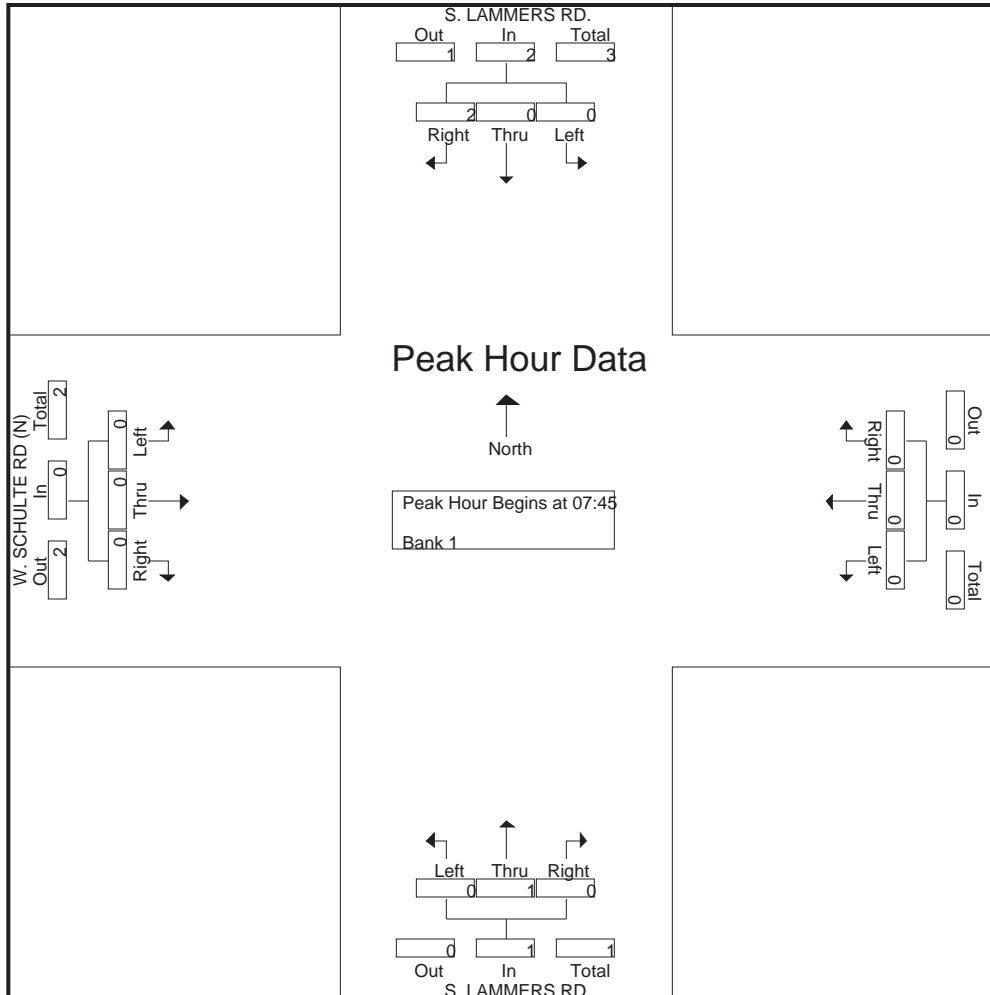 S. LAMMERS RD.
Out In Total
1 2 3
2 0 0
Right Thru Left
Peak Hour Data
North
Peak Hour Begins at 07:45
Bank 1
W. SCHULTE RD (N)
Out In Total
2 0 2
0 0 0
Right Thru Left
Right Thru Left
0 0 0
Out In Total
0 0 0
Left Thru Right
0 1 0
0 1 1
Out In Total
S. LAMMERS RD